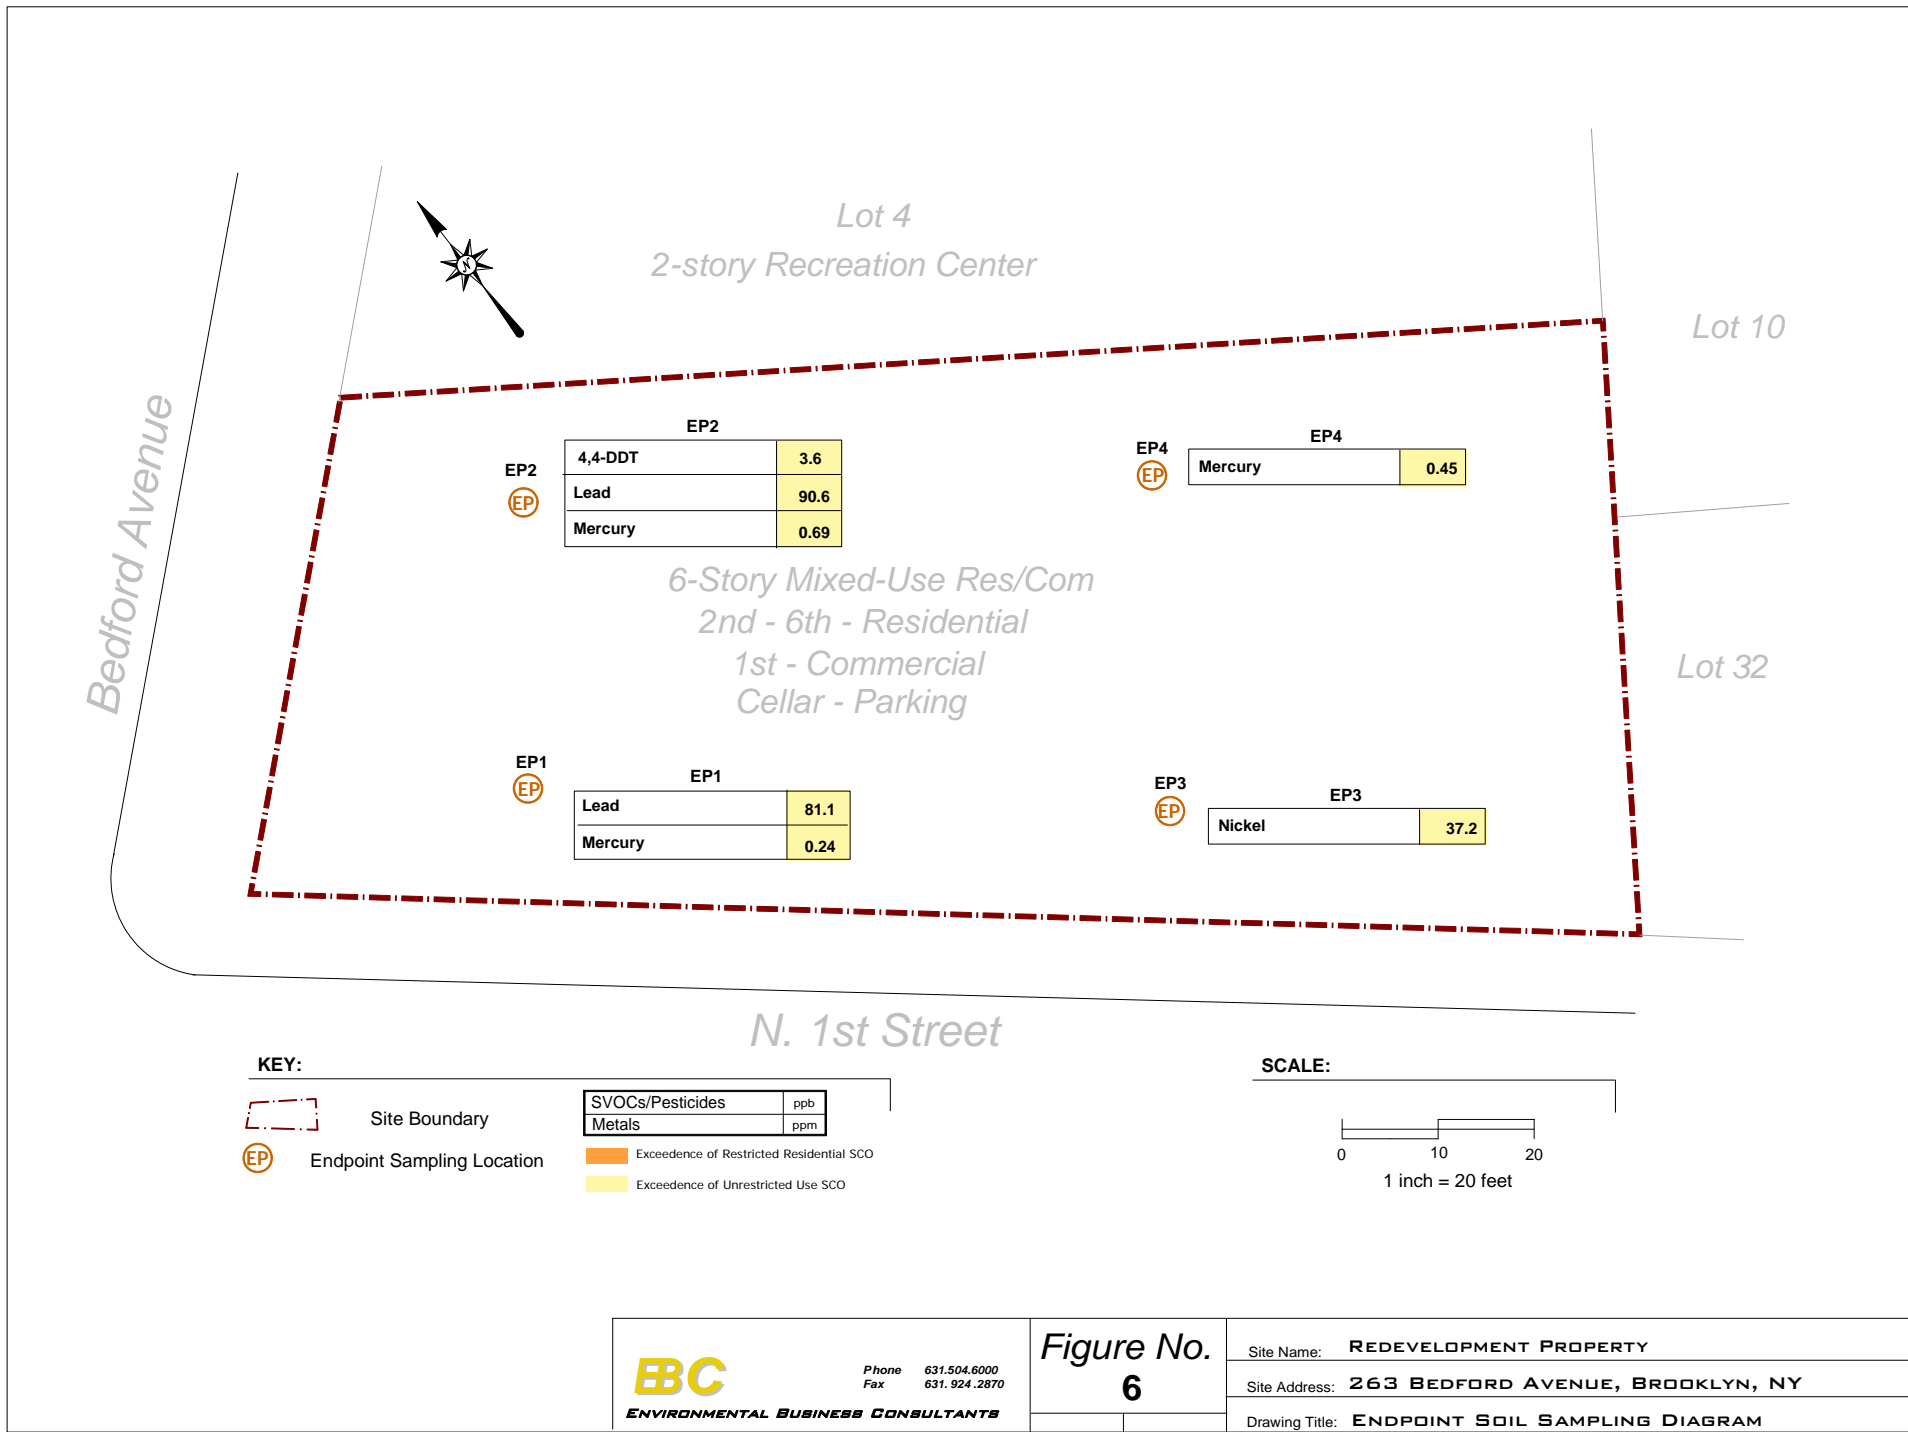 Lot 4
2-story Recreation Center
Lot 10
Bedford Avenue
N
EP2
EP2
EP
4,4-DDT 3.6
Lead 90.6
Mercury 0.69
EP4
EP4
EP
Mercury 0.45
6-Story Mixed-Use Res/Com
2nd - 6th - Residential
1st - Commercial
Cellar - Parking
Lot 32
EP1
EP1
EP
Lead 81.1
Mercury 0.24
EP3
EP3
EP
Nickel 37.2
N. 1st Street
KEY:
Site Boundary
EP Endpoint Sampling Location
SVOCs/Pesticides ppb
Metals ppm
Exceedence of Restricted Residential SCO
Exceedence of Unrestricted Use SCO
SCALE:
0 10 20
1 inch = 20 feet
EBC
Phone 631.504.6000
Fax 631. 924 .2870
ENVIRONMENTAL BUSINESS CONSULTANTS
Figure No.
6
Site Name: REDEVELOPMENT PROPERTY
Site Address: 263 BEDFORD AVENUE, BROOKLYN, NY
Drawing Title: ENDPOINT SOIL SAMPLING DIAGRAM